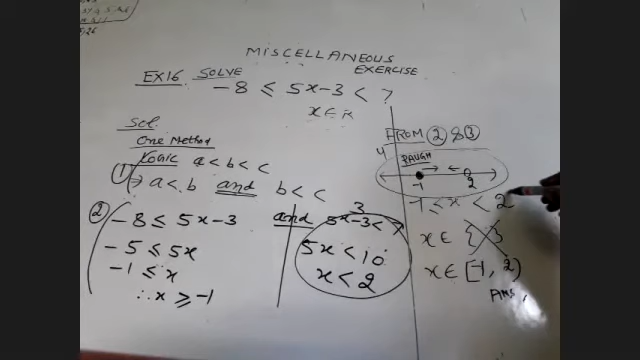 MISCELLANEOUS
EXERCISE
EX16 SOLVE
-8 ≤ 5x-3 < 7
x∈R
Sol.
One Method
Logic a<b<c
① → a<b and b<c
② -8 ≤ 5x-3
-5 ≤ 5x
-1 ≤ x
∴x ≥ -1
3
and 5x-3<7
5x<10
x<2
4
FROM ② & ③
ROUGH
-1 2
-1 ≤ x < 2
x∈ { }
x∈ [-1, 2)
Ans.